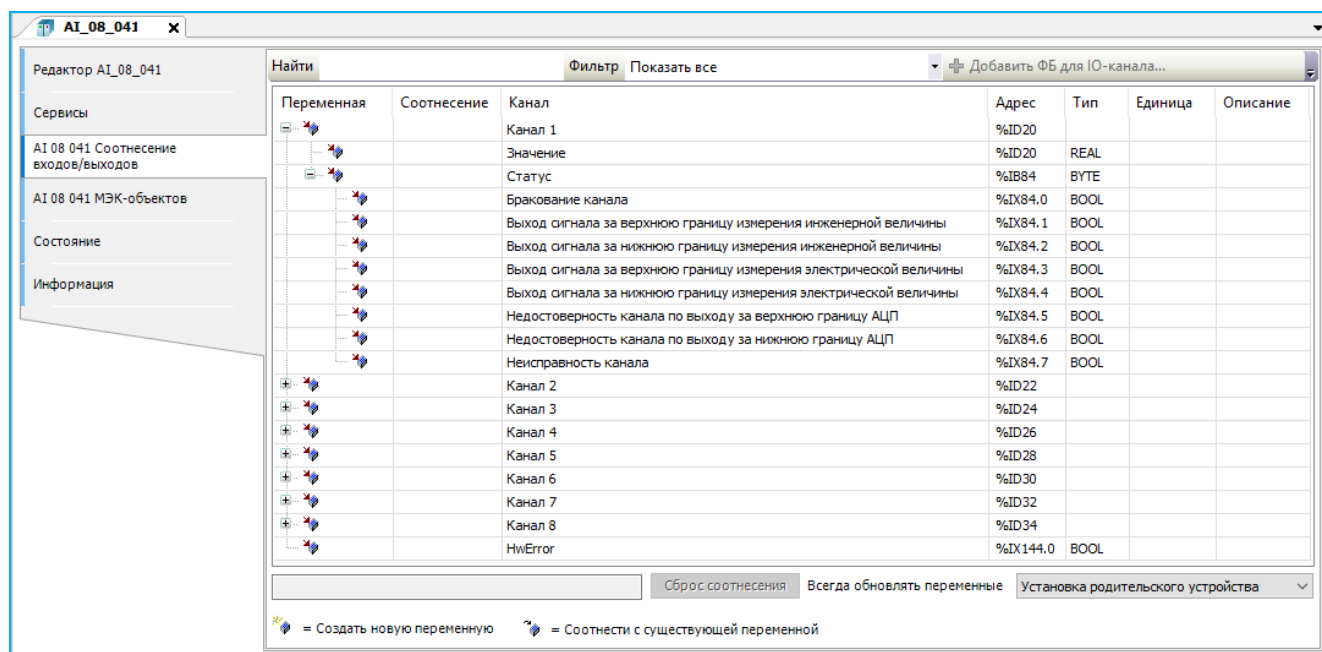 AI_08_041 x
Редактор AI_08_041
Сервисы
AI 08 041 Соотнесение
входов/выходов
AI 08 041 МЭК-объектов
Состояние
Информация
Найти Фильтр Показать все Добавить ФБ для IO-канала...
Переменная Соотнесение Канал Адрес Тип Единица Описание
Канал 1 %ID20
Значение %ID20 REAL
Статус %IB84 BYTE
Бракование канала %IX84.0 BOOL
Выход сигнала за верхнюю границу измерения инженерной величины %IX84.1 BOOL
Выход сигнала за нижнюю границу измерения инженерной величины %IX84.2 BOOL
Выход сигнала за верхнюю границу измерения электрической величины %IX84.3 BOOL
Выход сигнала за нижнюю границу измерения электрической величины %IX84.4 BOOL
Недостоверность канала по выходу за верхнюю границу АЦП %IX84.5 BOOL
Недостоверность канала по выходу за нижнюю границу АЦП %IX84.6 BOOL
Неисправность канала %IX84.7 BOOL
Канал 2 %ID22
Канал 3 %ID24
Канал 4 %ID26
Канал 5 %ID28
Канал 6 %ID30
Канал 7 %ID32
Канал 8 %ID34
HwError %IX144.0 BOOL
Сброс соотнесения Всегда обновлять переменные Установка родительского устройства
= Создать новую переменную = Соотнести с существующей переменной